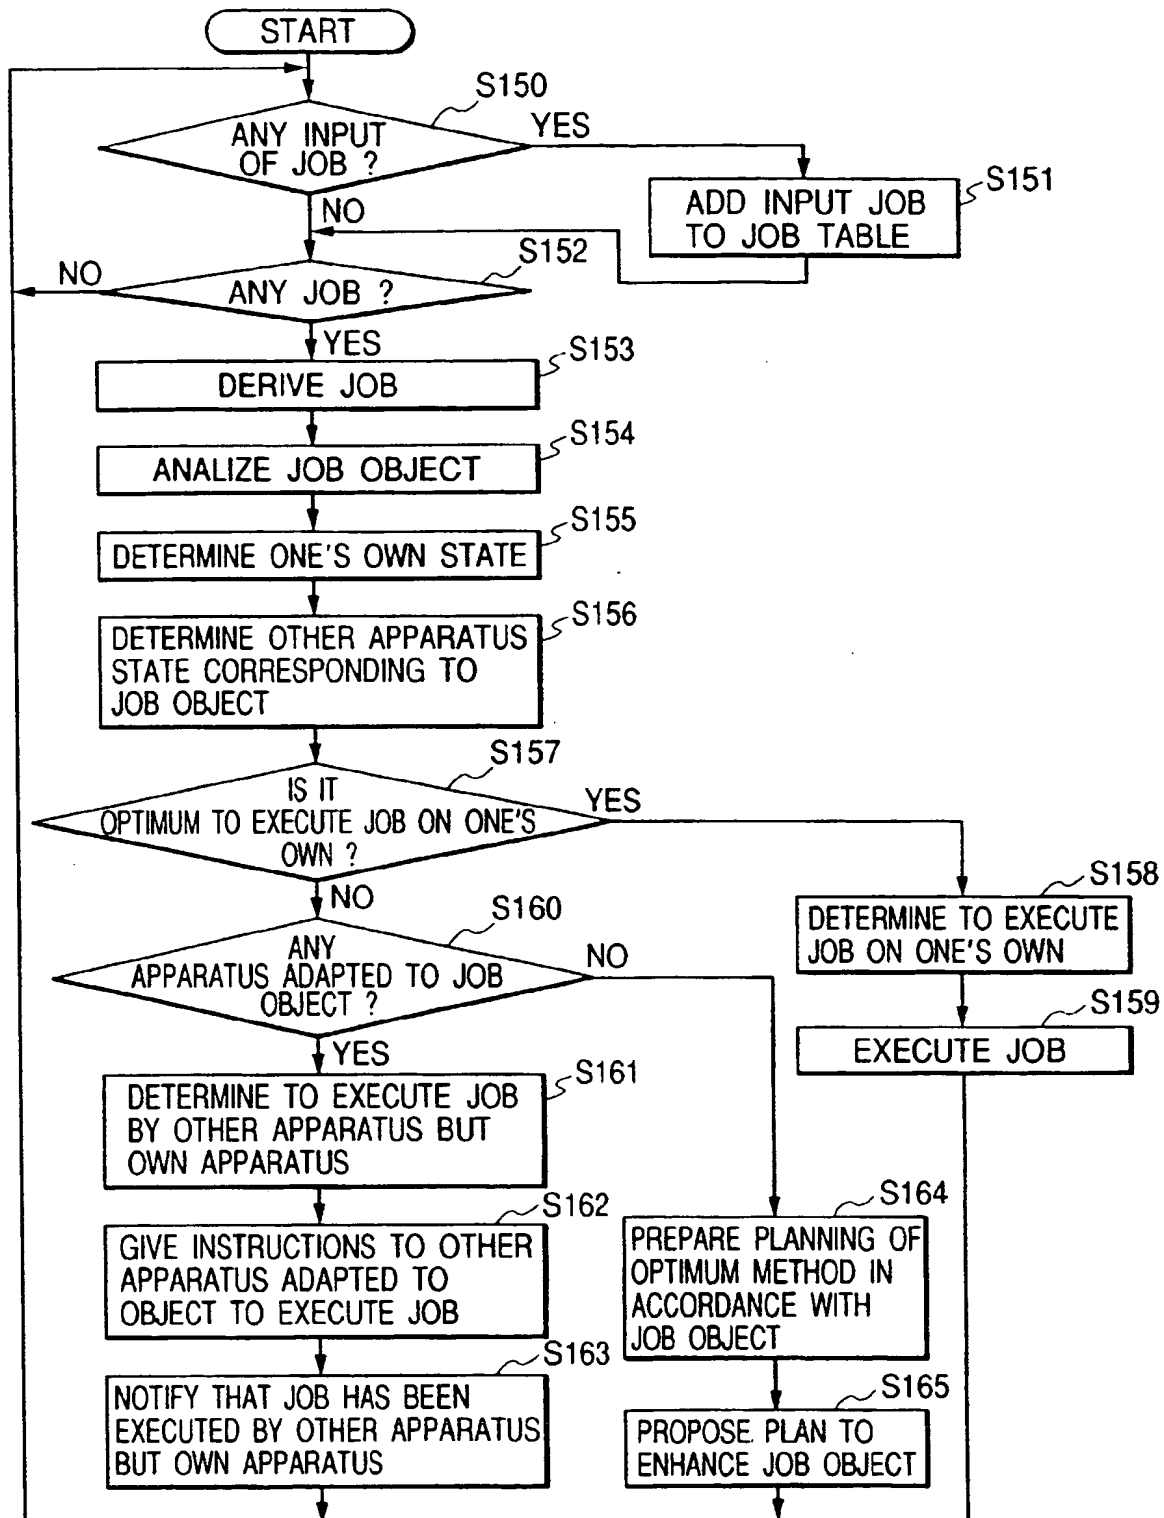 START
S150
ANY INPUT
OF JOB ?
YES
S151
ADD INPUT JOB
TO JOB TABLE
NO
S152
NO
ANY JOB ?
YES
S153
DERIVE JOB
S154
ANALIZE JOB OBJECT
S155
DETERMINE ONE'S OWN STATE
S156
DETERMINE OTHER APPARATUS
STATE CORRESPONDING TO
JOB OBJECT
S157
IS IT
OPTIMUM TO EXECUTE JOB ON ONE'S
OWN ?
YES
NO
S158
DETERMINE TO EXECUTE
JOB ON ONE'S OWN
S159
EXECUTE JOB
S160
ANY
APPARATUS ADAPTED TO JOB
OBJECT ?
NO
YES
S161
DETERMINE TO EXECUTE JOB
BY OTHER APPARATUS BUT
OWN APPARATUS
S162
GIVE INSTRUCTIONS TO OTHER
APPARATUS ADAPTED TO
OBJECT TO EXECUTE JOB
S163
NOTIFY THAT JOB HAS BEEN
EXECUTED BY OTHER APPARATUS
BUT OWN APPARATUS
S164
PREPARE PLANNING OF
OPTIMUM METHOD IN
ACCORDANCE WITH
JOB OBJECT
S165
PROPOSE PLAN TO
ENHANCE JOB OBJECT